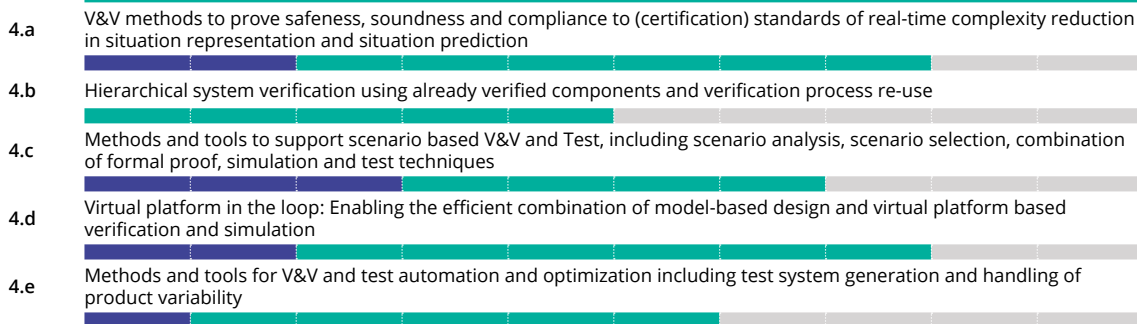 4.a V&V methods to prove safeness, soundness and compliance to (certification) standards of real-time complexity reduction
in situation representation and situation prediction
4.b Hierarchical system verification using already verified components and verification process re-use
4.c Methods and tools to support scenario based V&V and Test, including scenario analysis, scenario selection, combination
of formal proof, simulation and test techniques
4.d Virtual platform in the loop: Enabling the efficient combination of model-based design and virtual platform based
verification and simulation
4.e Methods and tools for V&V and test automation and optimization including test system generation and handling of
product variability